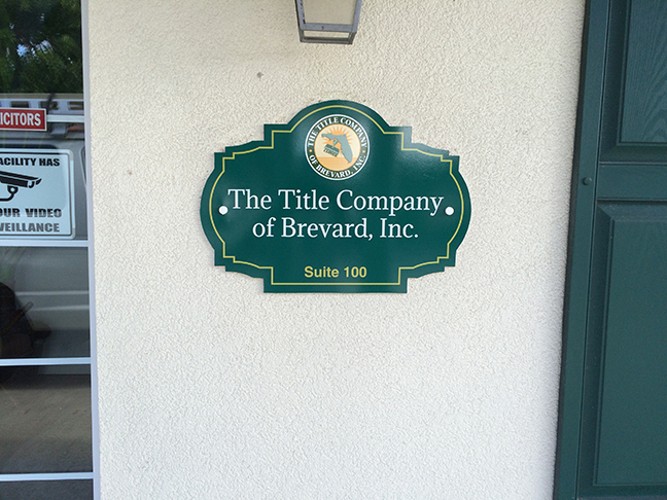 ICITORS
ACILITY HAS
OUR VIDEO
VEILLANCE
THE TITLE COMPANY
OF BREVARD, INC.
The Title Company
of Brevard, Inc.
Suite 100